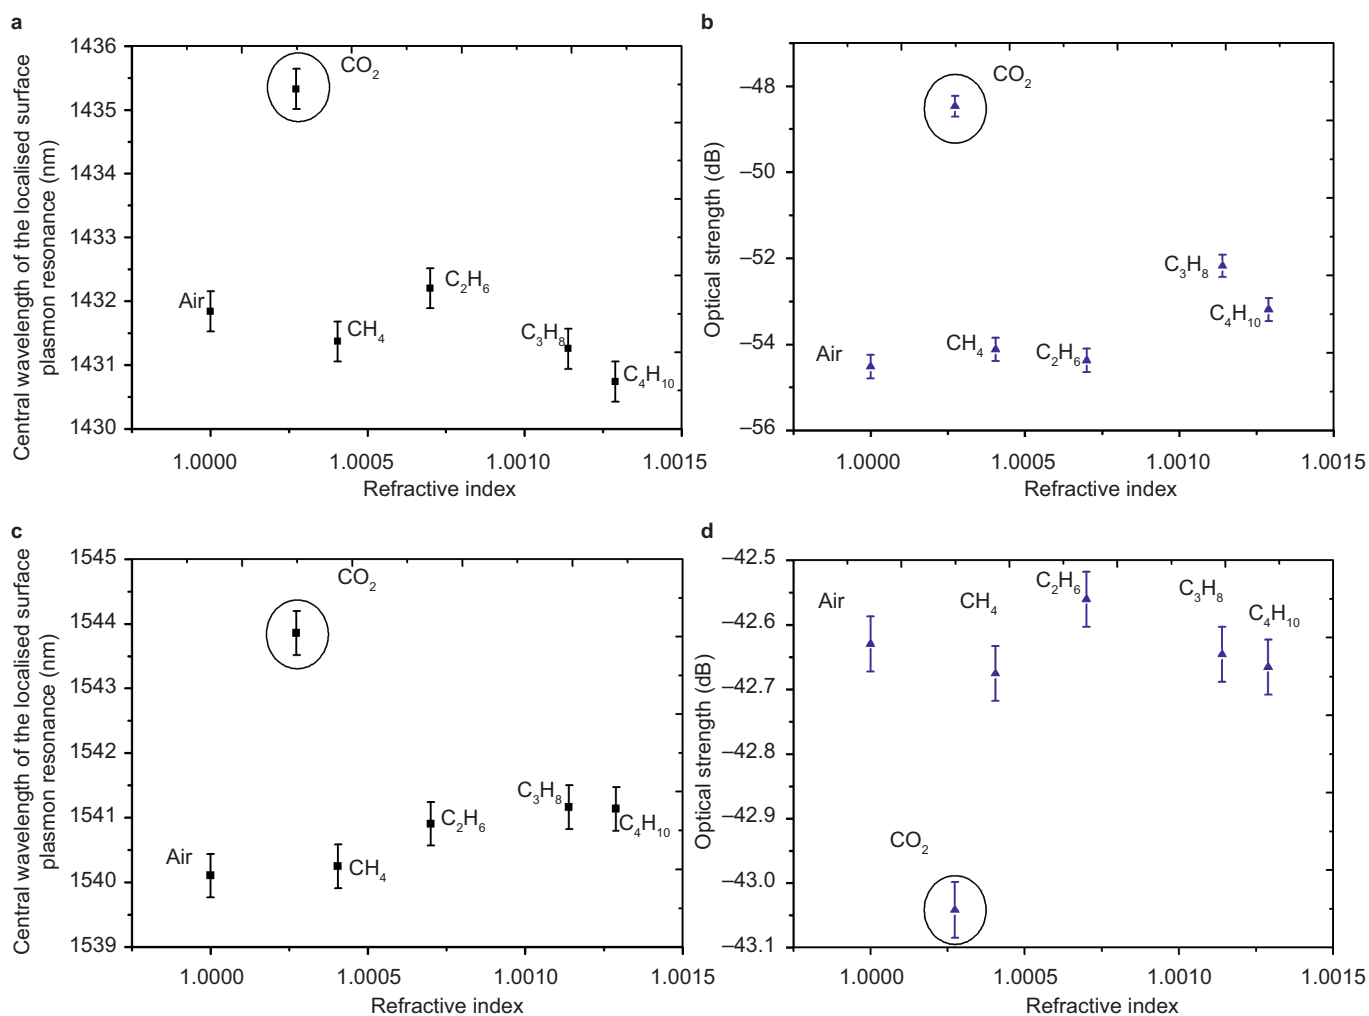 a
Central wavelength of the localised surface
plasmon resonance (nm)
1436
1435
1434
1433
1432
1431
1430
CO₂
Air
CH₄
C₂H₆
C₃H₈
C₄H₁₀
1.0000 1.0005 1.0010 1.0015
Refractive index
b
Optical strength (dB)
–48
–50
–52
–54
–56
CO₂
Air
CH₄
C₂H₆
C₃H₈
C₄H₁₀
1.0000 1.0005 1.0010 1.0015
Refractive index
c
Central wavelength of the localised surface
plasmon resonance (nm)
1545
1544
1543
1542
1541
1540
1539
CO₂
Air
CH₄
C₂H₆
C₃H₈
C₄H₁₀
1.0000 1.0005 1.0010 1.0015
Refractive index
d
Optical strength (dB)
–42.5
–42.6
–42.7
–42.8
–42.9
–43.0
–43.1
Air
CH₄
C₂H₆
C₃H₈
C₄H₁₀
CO₂
1.0000 1.0005 1.0010 1.0015
Refractive index